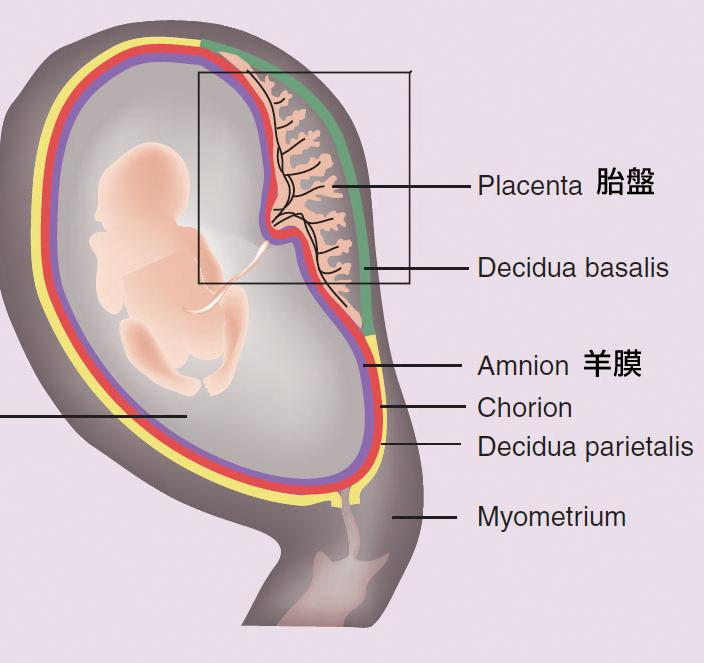 Placenta 胎盤
Decidua basalis
Amnion 羊膜
Chorion
Decidua parietalis
Myometrium